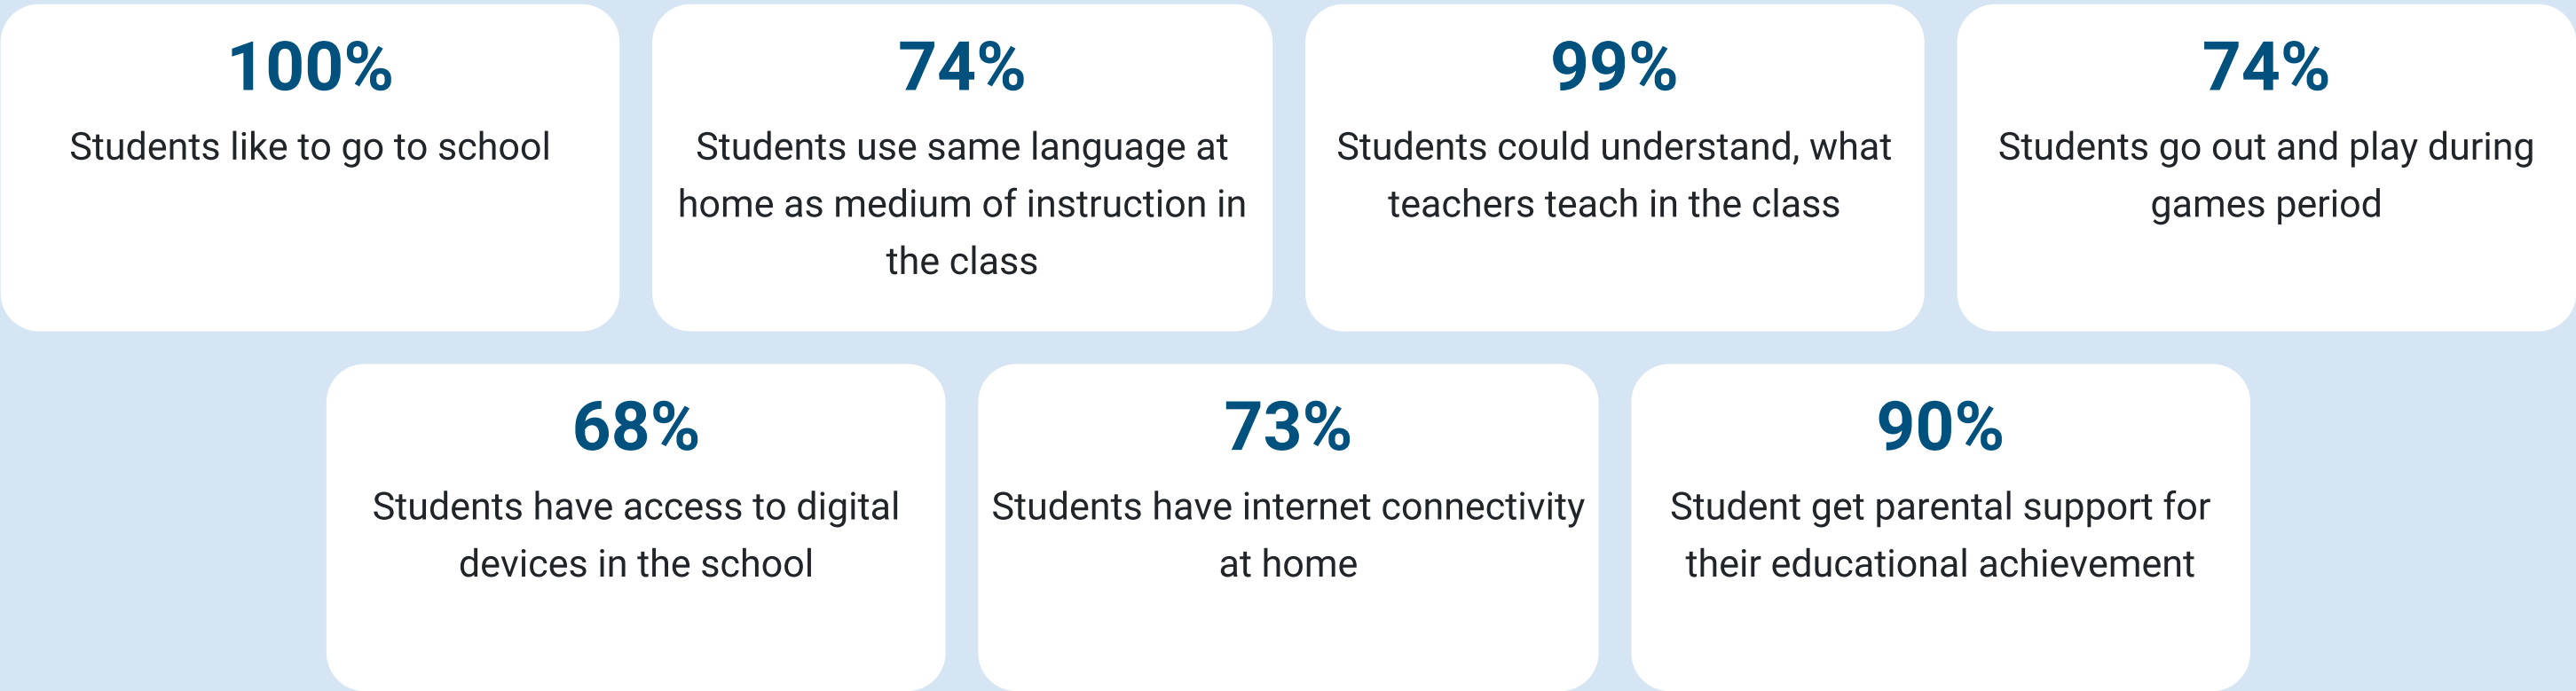 100%
Students like to go to school
74%
Students use same language at
home as medium of instruction in
the class
99%
Students could understand, what
teachers teach in the class
74%
Students go out and play during
games period
68%
Students have access to digital
devices in the school
73%
Students have internet connectivity
at home
90%
Student get parental support for
their educational achievement